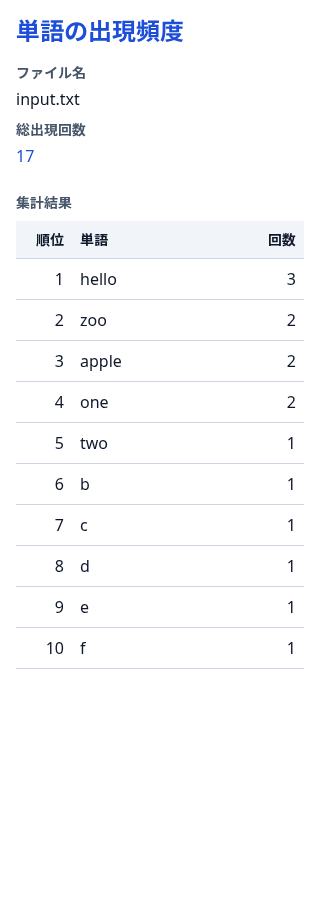 単語の出現頻度
ファイル名
input.txt
総出現回数
17
集計結果
順位 単語 回数
1 hello 3
2 zoo 2
3 apple 2
4 one 2
5 two 1
6 b 1
7 c 1
8 d 1
9 e 1
10 f 1